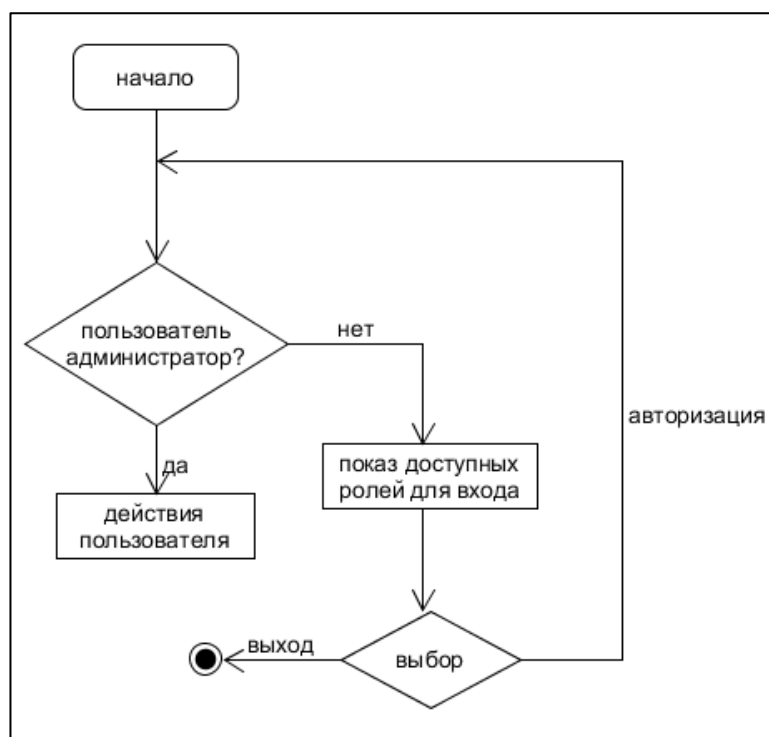 начало
пользователь
администратор?
нет
да
действия
пользователя
показ доступных
ролей для входа
авторизация
выход
выбор